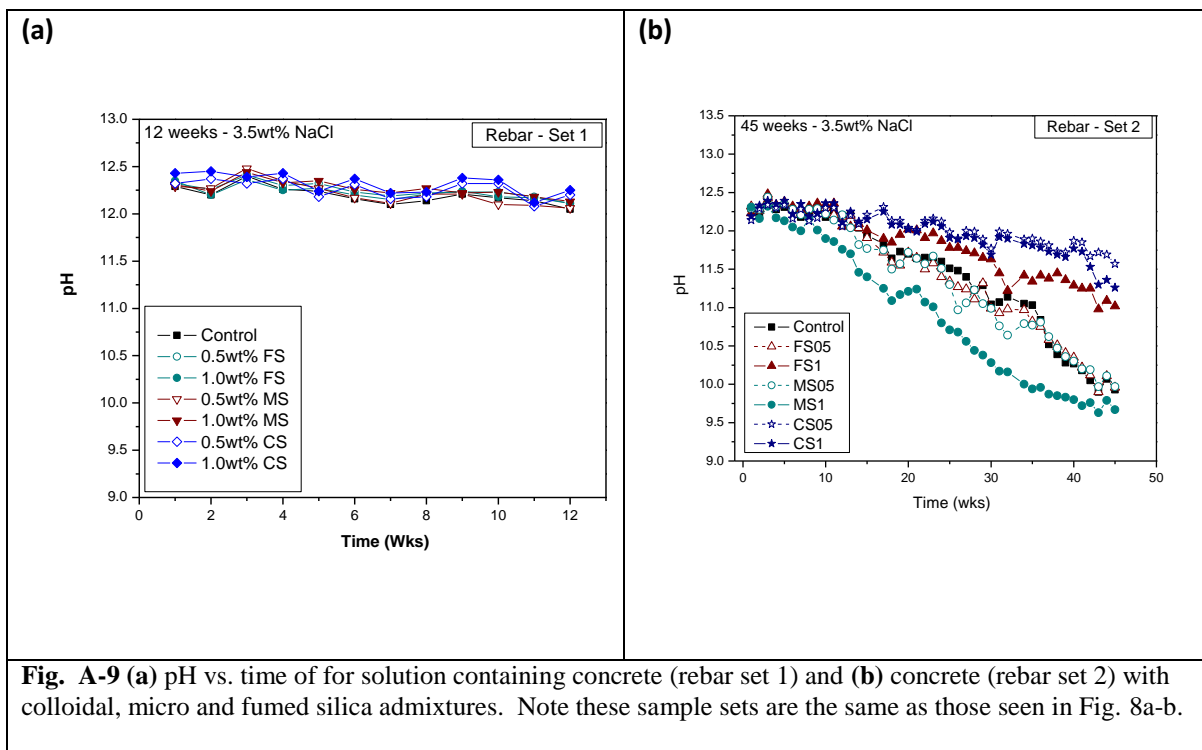 (a)
12 weeks - 3.5wt% NaCl
Rebar - Set 1
13.0
12.5
12.0
11.5
11.0
10.5
10.0
9.5
9.0
pH
Control
0.5wt% FS
1.0wt% FS
0.5wt% MS
1.0wt% MS
0.5wt% CS
1.0wt% CS
0 2 4 6 8 10 12
Time (Wks)
(b)
45 weeks - 3.5wt% NaCl
Rebar - Set 2
13.5
13.0
12.5
12.0
11.5
11.0
10.5
10.0
9.5
9.0
pH
Control
FS05
FS1
MS05
MS1
CS05
CS1
0 10 20 30 40 50
Time (wks)
Fig. A-9 (a) pH vs. time of for solution containing concrete (rebar set 1) and (b) concrete (rebar set 2) with
colloidal, micro and fumed silica admixtures. Note these sample sets are the same as those seen in Fig. 8a-b.